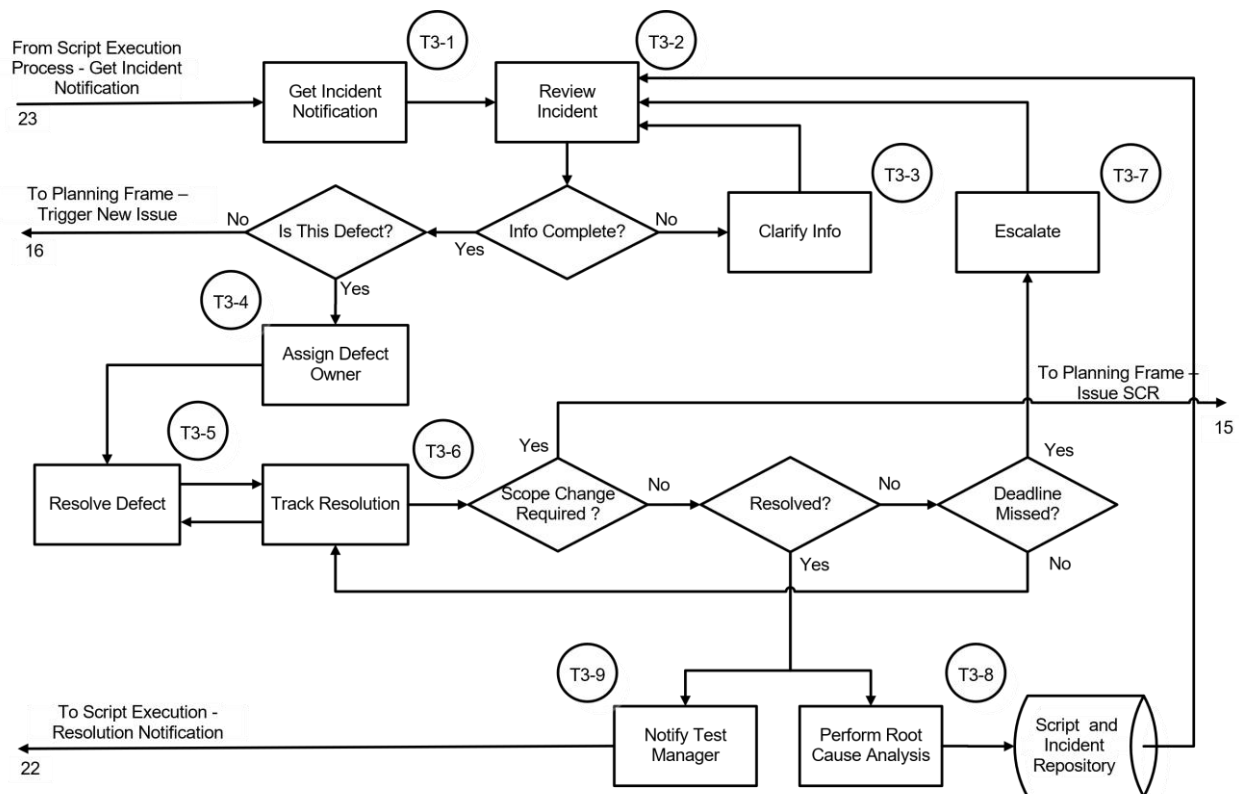 From Script Execution
Process - Get Incident
Notification
23
T3-1
T3-2
Get Incident
Notification
Review
Incident
To Planning Frame –
Trigger New Issue
16
No
Is This Defect?
Yes
Info Complete?
No
T3-3
Clarify Info
T3-7
Escalate
Yes
T3-4
Assign Defect
Owner
To Planning Frame –
Issue SCR
15
T3-5
T3-6
Yes
Yes
Resolve Defect
Track Resolution
Scope Change
Required ?
No
Resolved?
No
Deadline
Missed?
Yes
No
T3-9
T3-8
To Script Execution -
Resolution Notification
22
Notify Test
Manager
Perform Root
Cause Analysis
Script and
Incident
Repository